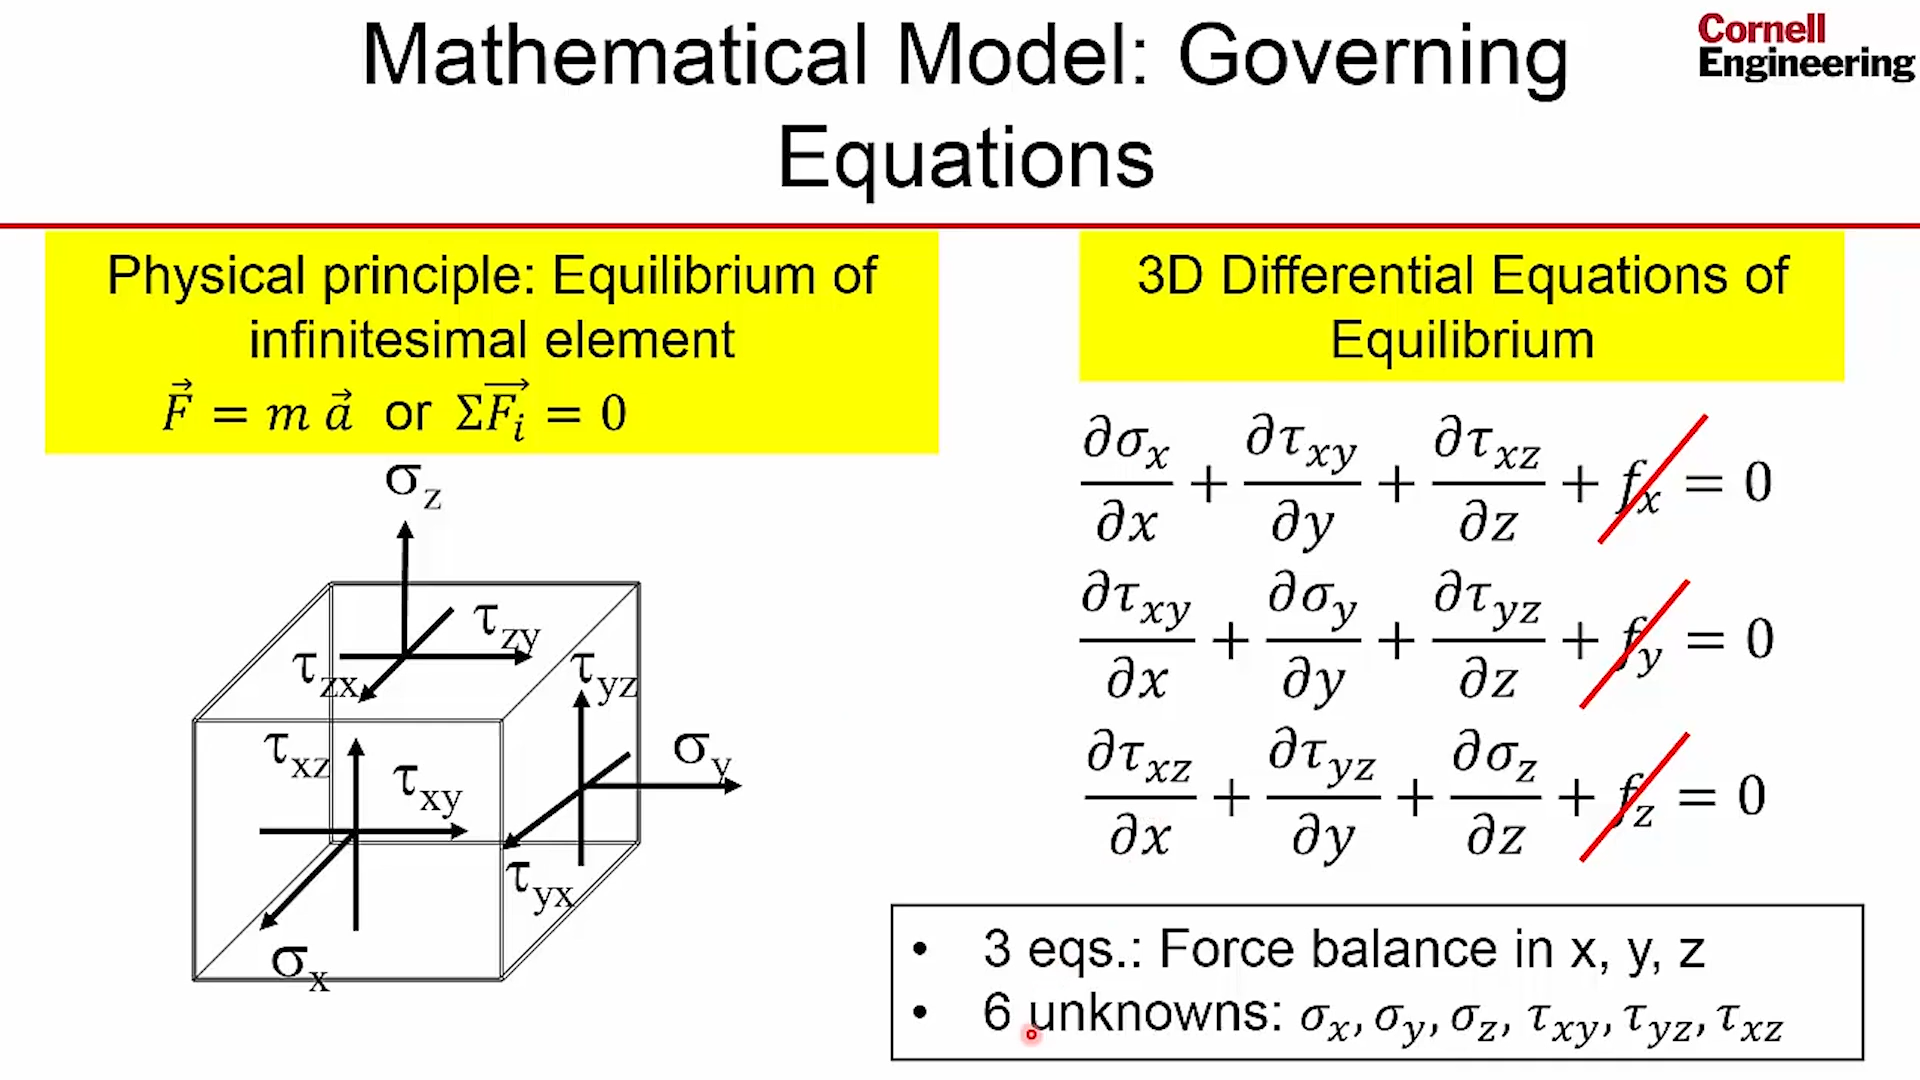 Mathematical Model: Governing
Equations
Cornell
Engineering
Physical principle: Equilibrium of
infinitesimal element
F⃗ = m a⃗ or ΣF⃗ᵢ = 0
σz
τzy
τzx
τyz
τxz
τxy
σy
τyx
σx
3D Differential Equations of
Equilibrium
∂σx/∂x + ∂τxy/∂y + ∂τxz/∂z + fx = 0
∂τxy/∂x + ∂σy/∂y + ∂τyz/∂z + fy = 0
∂τxz/∂x + ∂τyz/∂y + ∂σz/∂z + fz = 0
• 3 eqs.: Force balance in x, y, z
• 6 unknowns: σx, σy, σz, τxy, τyz, τxz